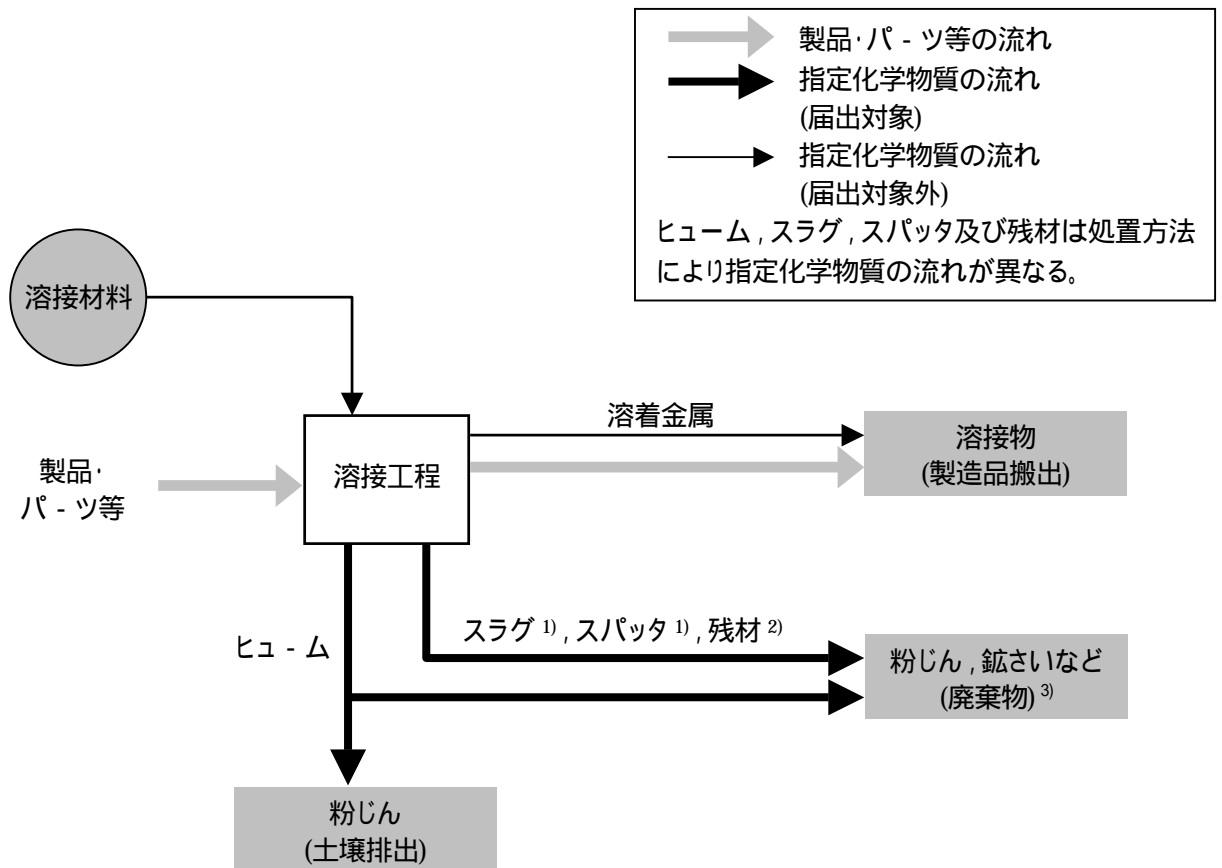 製品･パ - ツ等の流れ
指定化学物質の流れ
(届出対象)
指定化学物質の流れ
(届出対象外)
ヒューム , スラグ , スパッタ及び残材は処置方法
により指定化学物質の流れが異なる。
溶接材料
溶着金属
溶接物
(製造品搬出)
製品･
パ - ツ等
溶接工程
スラグ 1) , スパッタ 1) , 残材 2)
ヒュ - ム
粉じん , 鉱さいなど
(廃棄物) 3)
粉じん
(土壌排出)